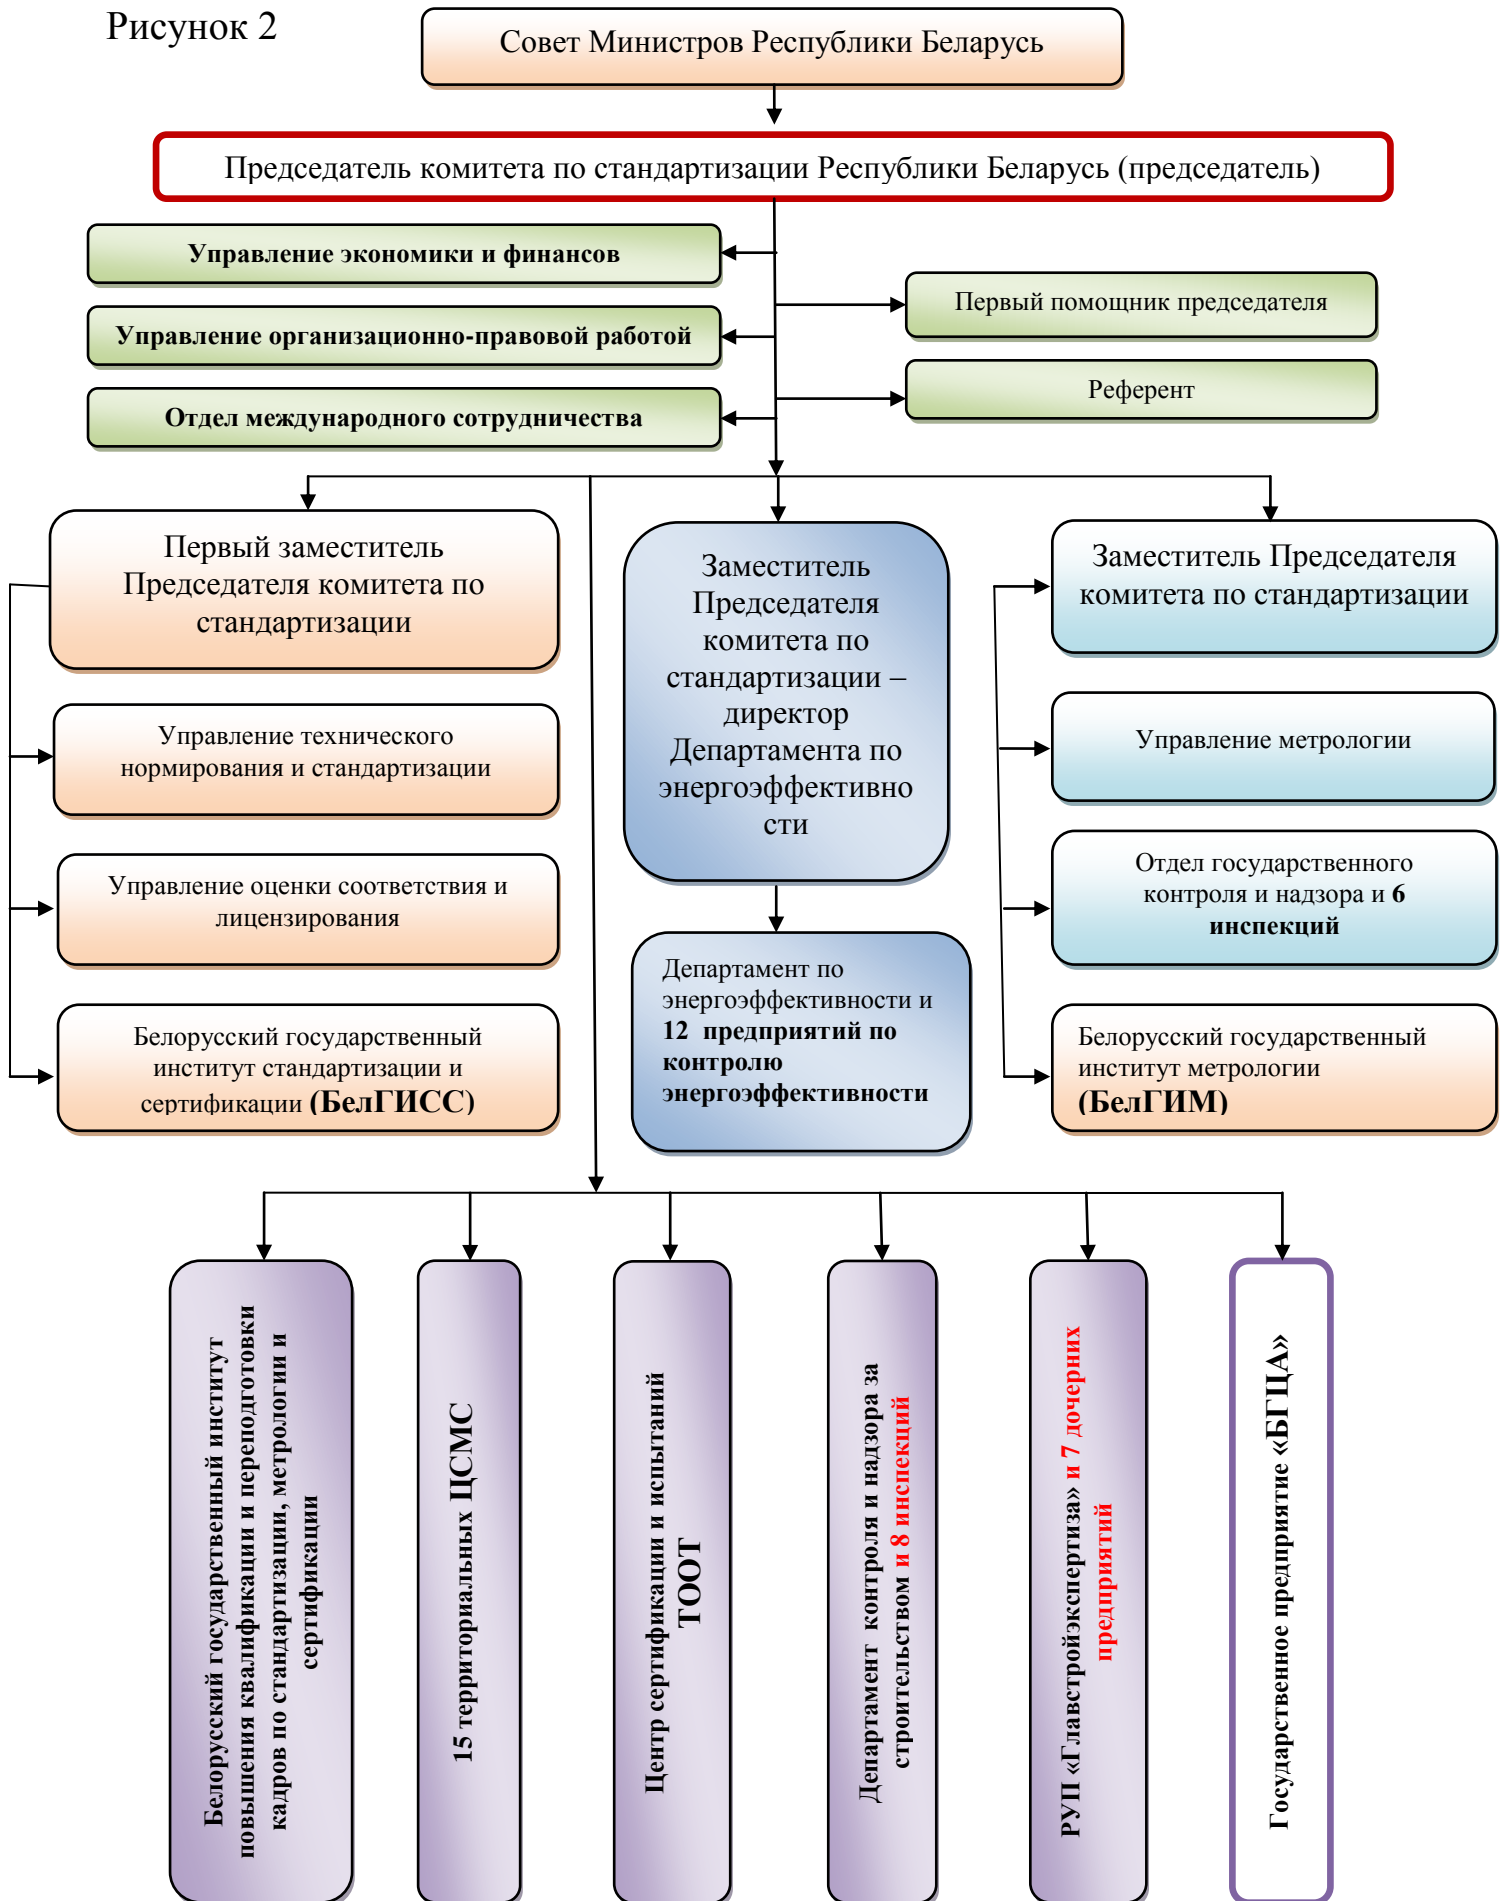 Рисунок 2
Совет Министров Республики Беларусь
Председатель комитета по стандартизации Республики Беларусь (председатель)
Управление экономики и финансов
Первый помощник председателя
Управление организационно-правовой работой
Референт
Отдел международного сотрудничества
Первый заместитель
Председателя комитета по
стандартизации
Заместитель
Председателя
комитета по
стандартизации –
директор
Департамента по
энергоэффективно
сти
Заместитель Председателя
комитета по стандартизации
Управление технического
нормирования и стандартизации
Управление метрологии
Управление оценки соответствия и
лицензирования
Отдел государственного
контроля и надзора и 6
инспекций
Департамент по
энергоэффективности и
12 предприятий по
контролю
энергоэффективности
Белорусский государственный
институт стандартизации и
сертификации (БелГИСС)
Белорусский государственный
институт метрологии
(БелГИМ)
Белорусский государственный институт
повышения квалификации и переподготовки
кадров по стандартизации, метрологии и
сертификации
15 территориальных ЦСМС
Центр сертификации и испытаний
ТООТ
Департамент контроля и надзора за
строительством и 8 инспекций
РУП «Главстройэкспертиза» и 7 дочерних
предприятий
Государственное предприятие «БГЦА»